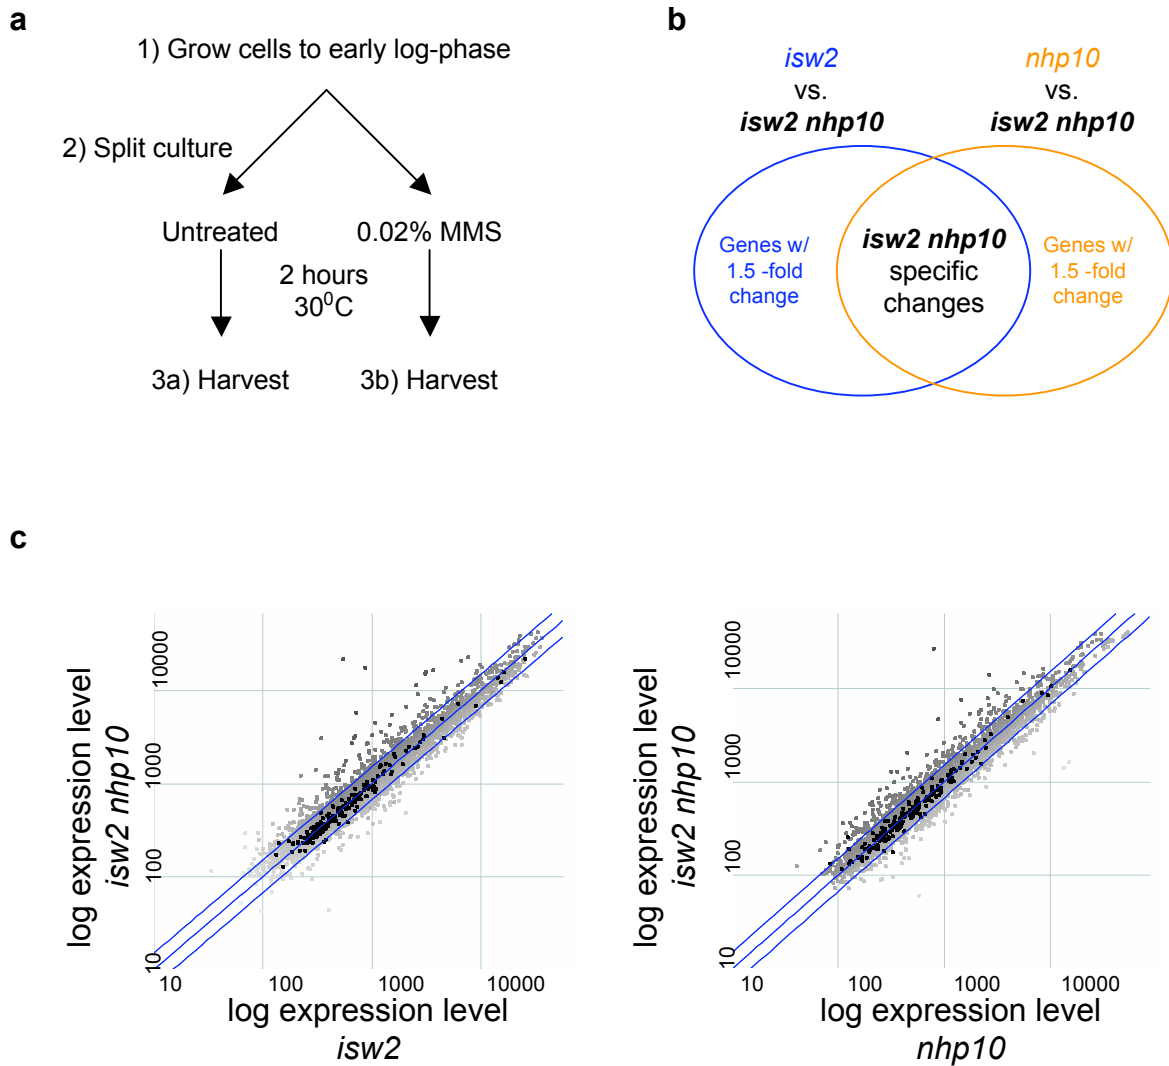 a
1) Grow cells to early log-phase
2) Split culture
Untreated
0.02% MMS
2 hours
30⁰C
3a) Harvest
3b) Harvest
b
isw2
vs.
isw2 nhp10
nhp10
vs.
isw2 nhp10
Genes w/
1.5 -fold
change
isw2 nhp10
specific
changes
Genes w/
1.5 -fold
change
c
log expression level
isw2 nhp10
10000
1000
100
10
10
100
1000
10000
log expression level
isw2
log expression level
isw2 nhp10
10000
1000
100
10
10
100
1000
10000
log expression level
nhp10